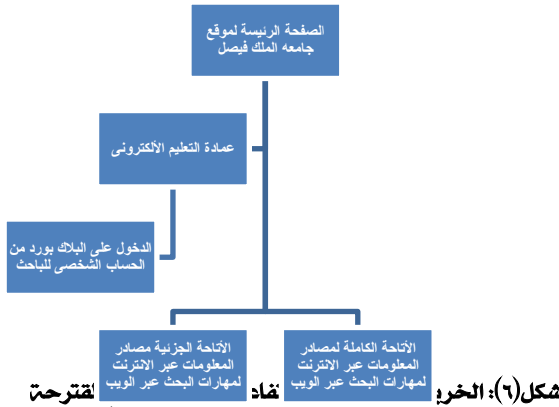 الصفحة الرئيسة لموقع
جامعه الملك فيصل
عمادة التعليم الألكترونى
الدخول على البلاك بورد من
الحساب الشخصى للباحث
الأتاحة الكاملة لمصادر
المعلومات عبر الانترنت
لمهارات البحث عبر الويب
الأتاحة الجزئية مصادر
المعلومات عبر الانترنت
لمهارات البحث عبر الويب
شكل(٦):